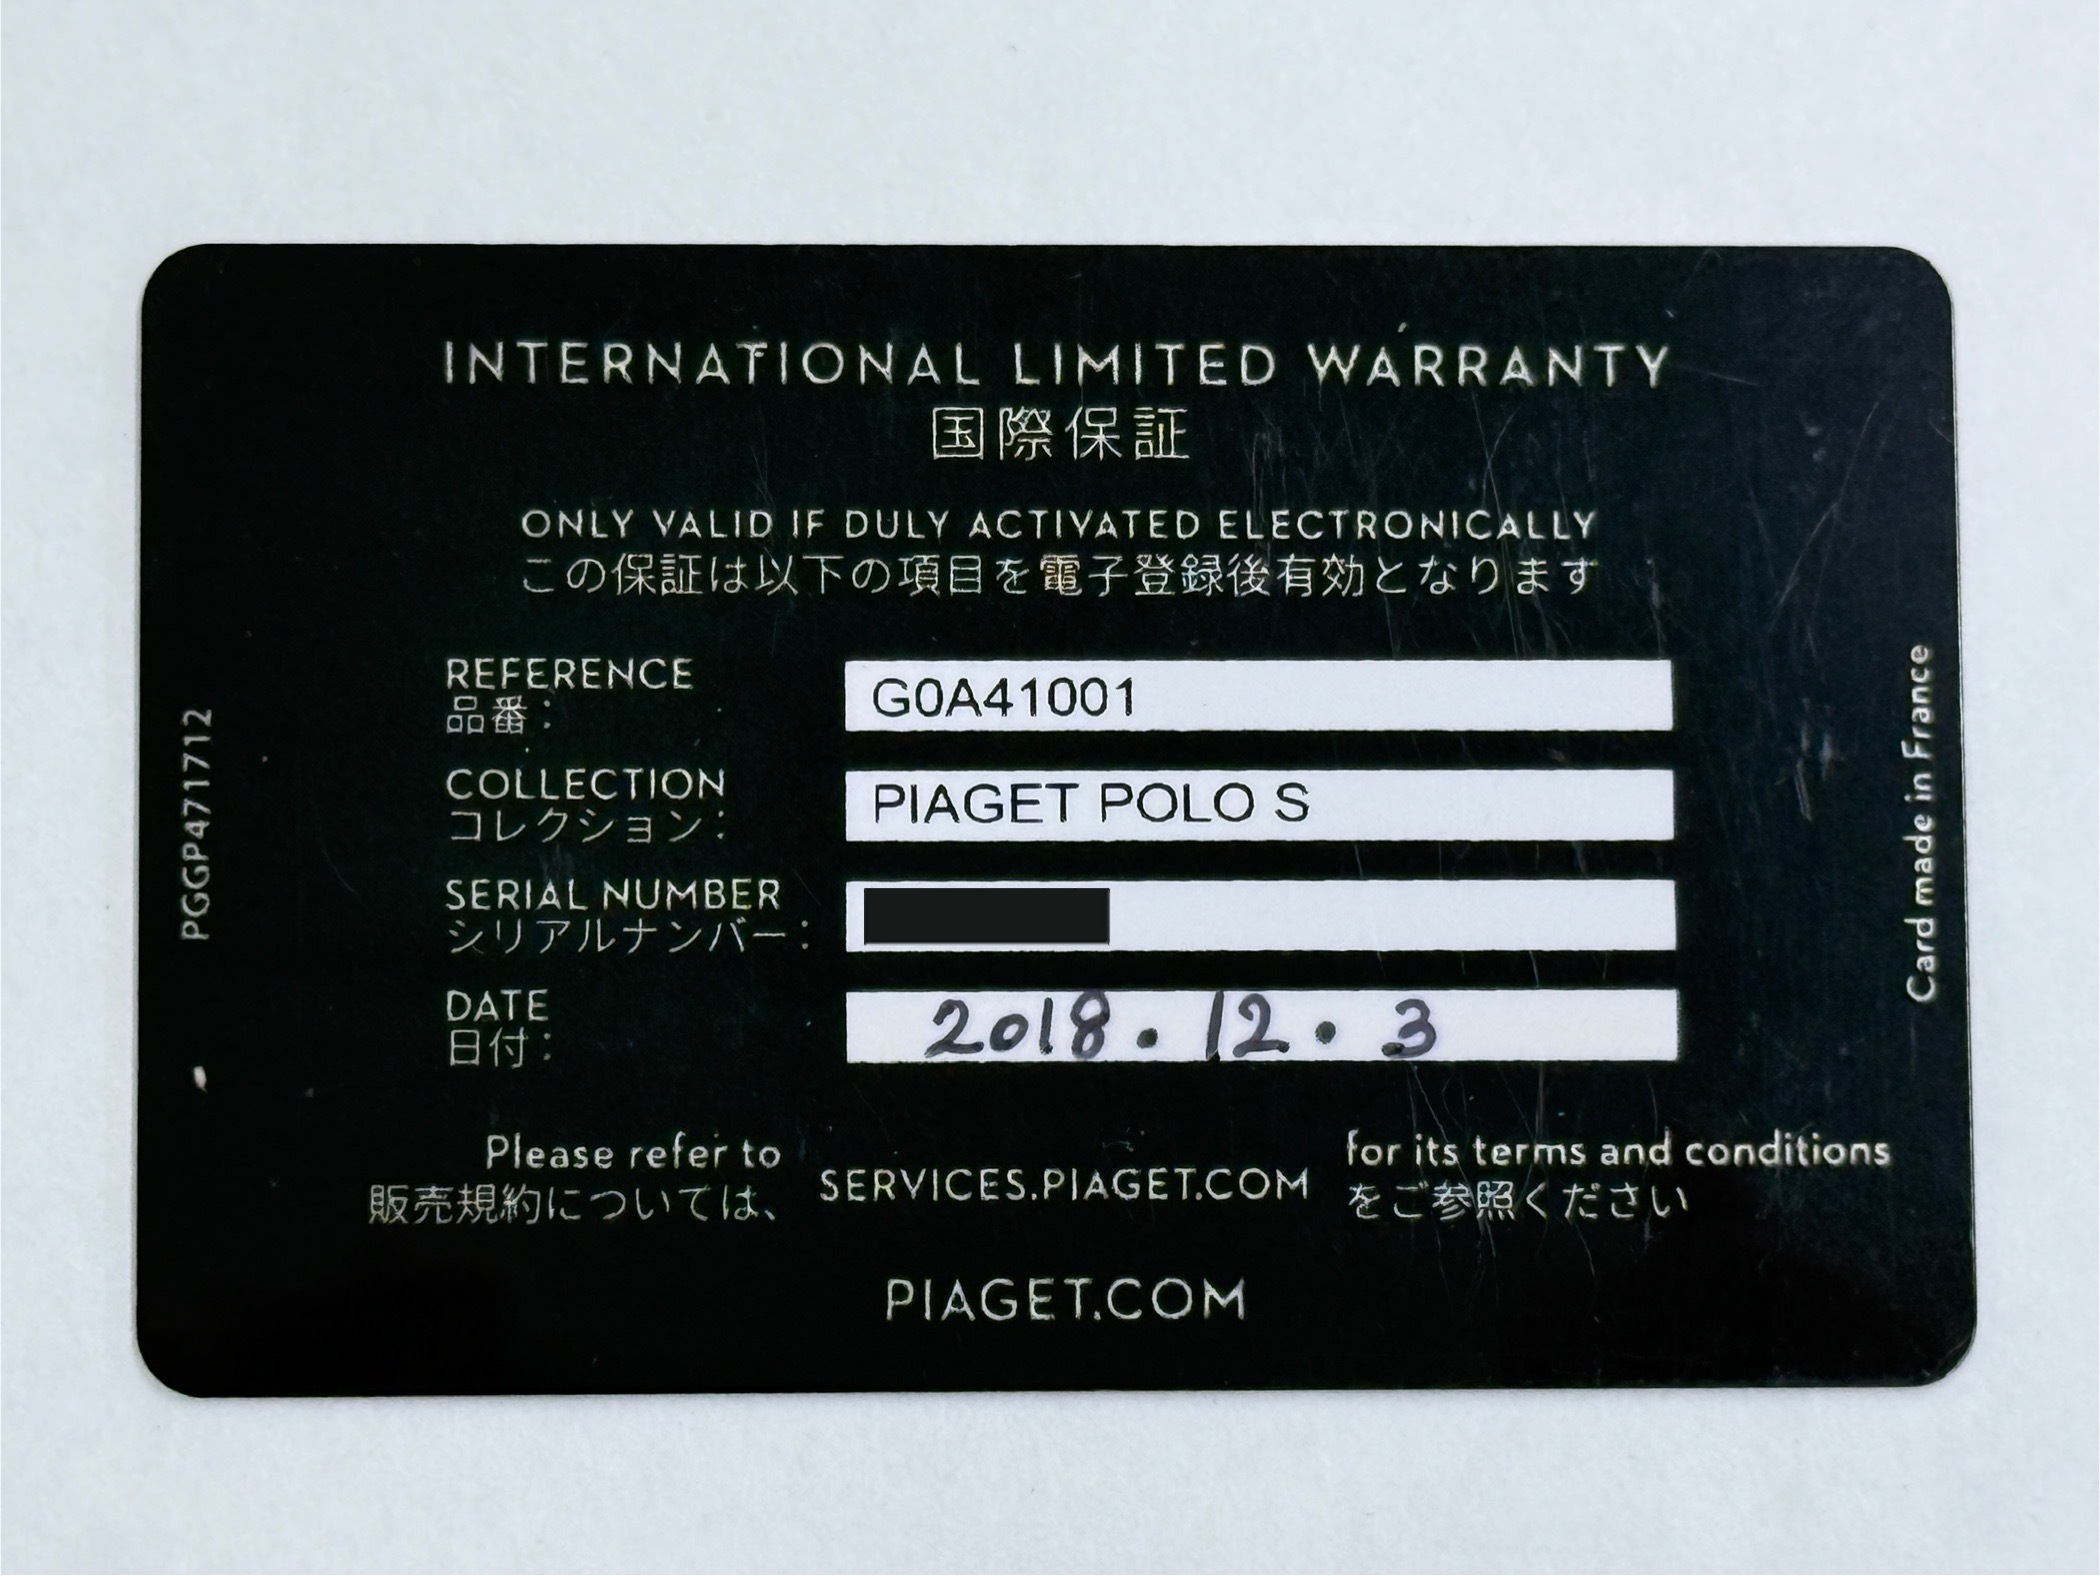 INTERNATIONAL LIMITED WARRANTY
国際保証
ONLY VALID IF DULY ACTIVATED ELECTRONICALLY
この保証は以下の項目を電子登録後有効となります
REFERENCE
品番：
G0A41001
COLLECTION
コレクション：
PIAGET POLO S
SERIAL NUMBER
シリアルナンバー：
DATE
日付：
2018.12.3
Please refer to
販売規約については、
SERVICES.PIAGET.COM
for its terms and conditions
をご参照ください
PIAGET.COM
PGGP471712
Card made in France